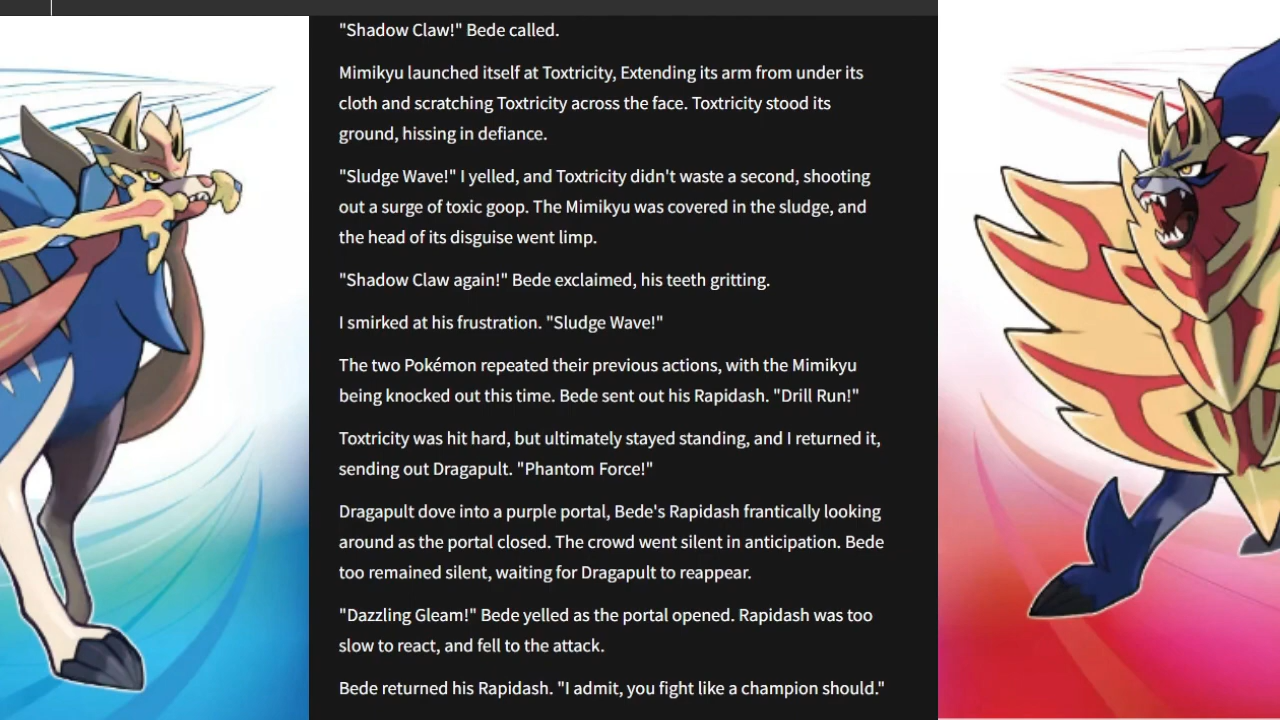 "Shadow Claw!" Bede called.
Mimikyu launched itself at Toxtricity, Extending its arm from under its
cloth and scratching Toxtricity across the face. Toxtricity stood its
ground, hissing in defiance.
"Sludge Wave!" I yelled, and Toxtricity didn't waste a second, shooting
out a surge of toxic goop. The Mimikyu was covered in the sludge, and
the head of its disguise went limp.
"Shadow Claw again!" Bede exclaimed, his teeth gritting.
I smirked at his frustration. "Sludge Wave!"
The two Pokémon repeated their previous actions, with the Mimikyu
being knocked out this time. Bede sent out his Rapidash. "Drill Run!"
Toxtricity was hit hard, but ultimately stayed standing, and I returned it,
sending out Dragapult. "Phantom Force!"
Dragapult dove into a purple portal, Bede's Rapidash frantically looking
around as the portal closed. The crowd went silent in anticipation. Bede
too remained silent, waiting for Dragapult to reappear.
"Dazzling Gleam!" Bede yelled as the portal opened. Rapidash was too
slow to react, and fell to the attack.
Bede returned his Rapidash. "I admit, you fight like a champion should."